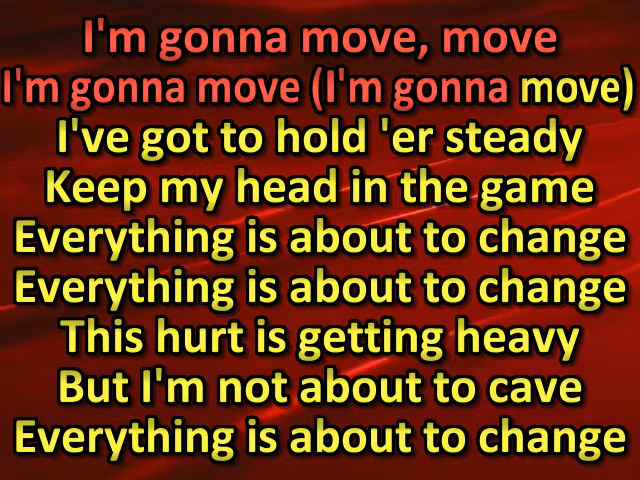 I'm gonna move, move
I'm gonna move (I'm gonna move)
I've got to hold 'er steady
Keep my head in the game
Everything is about to change
Everything is about to change
This hurt is getting heavy
But I'm not about to cave
Everything is about to change